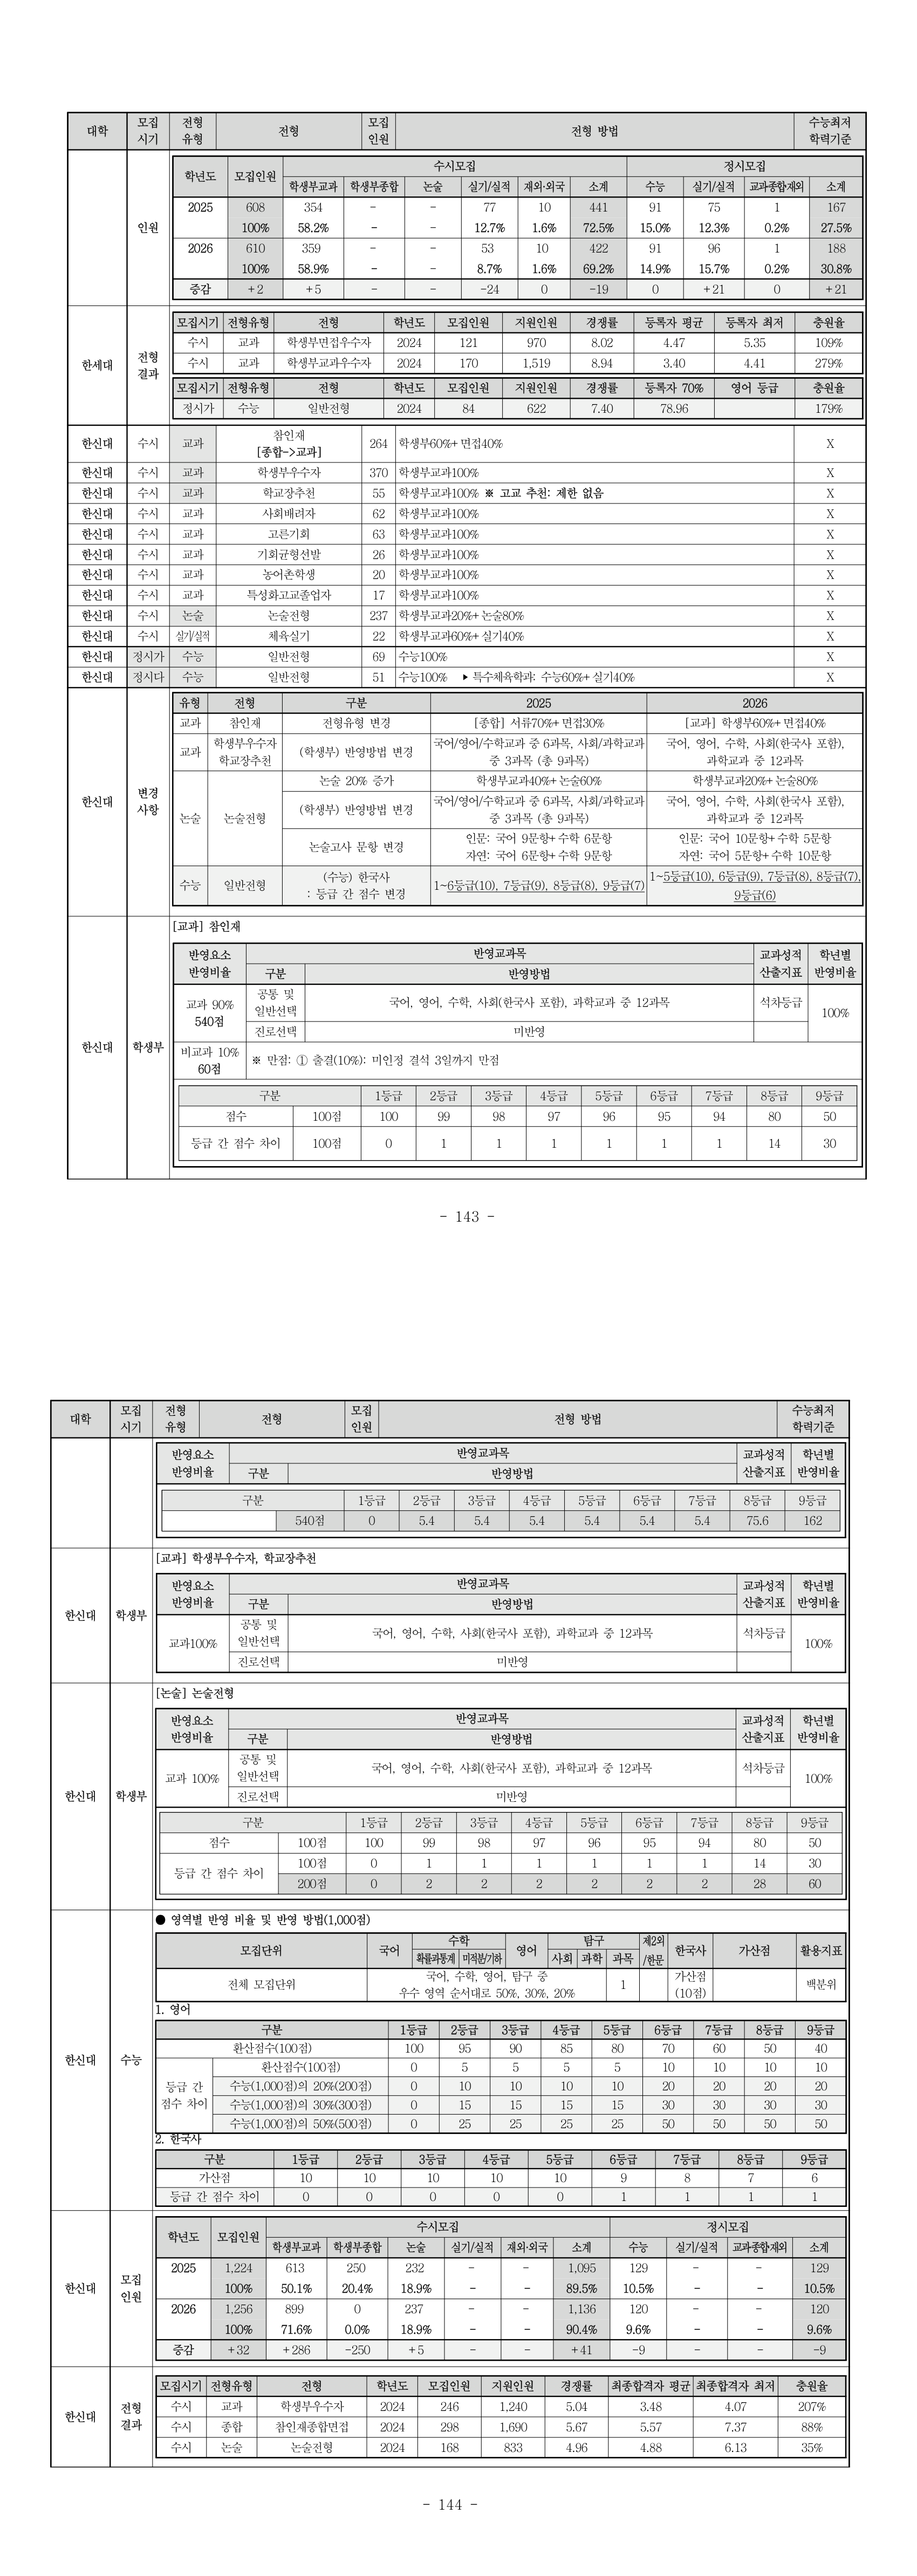 대학 모집시기 전형유형 전형 모집인원 전형 방법 수능최저학력기준
한세대 인원
학년도 모집인원 수시모집 정시모집
학생부교과 학생부종합 논술 실기/실적 재외·외국 소계 수능 실기/실적 교과종합재외 소계
2025 608 354 - - 77 10 441 91 75 1 167
100% 58.2% - - 12.7% 1.6% 72.5% 15.0% 12.3% 0.2% 27.5%
2026 610 359 - - 53 10 422 91 96 1 188
100% 58.9% - - 8.7% 1.6% 69.2% 14.9% 15.7% 0.2% 30.8%
증감 +2 +5 - - -24 0 -19 0 +21 0 +21
전형결과
모집시기 전형유형 전형 학년도 모집인원 지원인원 경쟁률 등록자 평균 등록자 최저 충원율
수시 교과 학생부면접우수자 2024 121 970 8.02 4.47 5.35 109%
수시 교과 학생부교과우수자 2024 170 1,519 8.94 3.40 4.41 279%
모집시기 전형유형 전형 학년도 모집인원 지원인원 경쟁률 등록자 70% 영어 등급 충원율
정시가 수능 일반전형 2024 84 622 7.40 78.96 179%
한신대 수시 교과 참인재 [종합->교과] 264 학생부60%+면접40% X
한신대 수시 교과 학생부우수자 370 학생부교과100% X
한신대 수시 교과 학교장추천 55 학생부교과100% ※ 고교 추천: 제한 없음 X
한신대 수시 교과 사회배려자 62 학생부교과100% X
한신대 수시 교과 고른기회 63 학생부교과100% X
한신대 수시 교과 기회균형선발 26 학생부교과100% X
한신대 수시 교과 농어촌학생 20 학생부교과100% X
한신대 수시 교과 특성화고교졸업자 17 학생부교과100% X
한신대 수시 논술 논술전형 237 학생부교과20%+논술80% X
한신대 수시 실기/실적 체육실기 22 학생부교과60%+실기40% X
한신대 정시가 수능 일반전형 69 수능100% X
한신대 정시다 수능 일반전형 51 수능100% ▶특수체육학과: 수능60%+실기40% X
한신대 변경사항
유형 전형 구분 2025 2026
교과 참인재 전형유형 변경 [종합] 서류70%+면접30% [교과] 학생부60%+면접40%
교과 학생부우수자 학교장추천 (학생부) 반영방법 변경 국어/영어/수학교과 중 6과목, 사회/과학교과 중 3과목 (총 9과목) 국어, 영어, 수학, 사회(한국사 포함), 과학교과 중 12과목
논술 논술전형 논술 20% 증가 학생부교과40%+논술60% 학생부교과20%+논술80%
(학생부) 반영방법 변경 국어/영어/수학교과 중 6과목, 사회/과학교과 중 3과목 (총 9과목) 국어, 영어, 수학, 사회(한국사 포함), 과학교과 중 12과목
논술고사 문항 변경 인문: 국어 9문항+수학 6문항 인문: 국어 10문항+수학 5문항
자연: 국어 6문항+수학 9문항 자연: 국어 5문항+수학 10문항
수능 일반전형 (수능) 한국사 : 등급 간 점수 변경 1~6등급(10), 7등급(9), 8등급(8), 9등급(7) 1~5등급(10), 6등급(9), 7등급(8), 8등급(7), 9등급(6)
한신대 학생부
[교과] 참인재
반영요소 반영비율 반영교과목 교과성적 산출지표 학년별 반영비율
구분 반영방법
교과 90% 540점 공통 및 일반선택 국어, 영어, 수학, 사회(한국사 포함), 과학교과 중 12과목 석차등급 100%
진로선택 미반영
비교과 10% 60점 ※ 만점: ① 출결(10%): 미인정 결석 3일까지 만점
구분 1등급 2등급 3등급 4등급 5등급 6등급 7등급 8등급 9등급
점수 100점 100 99 98 97 96 95 94 80 50
등급 간 점수 차이 100점 0 1 1 1 1 1 1 14 30
- 143 -
대학 모집시기 전형유형 전형 모집인원 전형 방법 수능최저학력기준
반영요소 반영비율 반영교과목 교과성적 산출지표 학년별 반영비율
구분 반영방법
구분 1등급 2등급 3등급 4등급 5등급 6등급 7등급 8등급 9등급
540점 0 5.4 5.4 5.4 5.4 5.4 5.4 75.6 162
한신대 학생부
[교과] 학생부우수자, 학교장추천
반영요소 반영비율 반영교과목 교과성적 산출지표 학년별 반영비율
구분 반영방법
교과100% 공통 및 일반선택 국어, 영어, 수학, 사회(한국사 포함), 과학교과 중 12과목 석차등급 100%
진로선택 미반영
한신대 학생부
[논술] 논술전형
반영요소 반영비율 반영교과목 교과성적 산출지표 학년별 반영비율
구분 반영방법
교과 100% 공통 및 일반선택 국어, 영어, 수학, 사회(한국사 포함), 과학교과 중 12과목 석차등급 100%
진로선택 미반영
구분 1등급 2등급 3등급 4등급 5등급 6등급 7등급 8등급 9등급
점수 100점 100 99 98 97 96 95 94 80 50
등급 간 점수 차이 100점 0 1 1 1 1 1 1 14 30
200점 0 2 2 2 2 2 2 28 60
한신대 수능
● 영역별 반영 비율 및 반영 방법(1,000점)
모집단위 국어 수학 영어 탐구 제2외/한문 한국사 가산점 활용지표
확률과통계 미적분/기하 사회 과학 과목
전체 모집단위 국어, 수학, 영어, 탐구 중 우수 영역 순서대로 50%, 30%, 20% 1 가산점 (10점) 백분위
1. 영어
구분 1등급 2등급 3등급 4등급 5등급 6등급 7등급 8등급 9등급
환산점수(100점) 100 95 90 85 80 70 60 50 40
등급 간 점수 차이 환산점수(100점) 0 5 5 5 5 10 10 10 10
수능(1,000점)의 20%(200점) 0 10 10 10 10 20 20 20 20
수능(1,000점)의 30%(300점) 0 15 15 15 15 30 30 30 30
수능(1,000점)의 50%(500점) 0 25 25 25 25 50 50 50 50
2. 한국사
구분 1등급 2등급 3등급 4등급 5등급 6등급 7등급 8등급 9등급
가산점 10 10 10 10 10 9 8 7 6
등급 간 점수 차이 0 0 0 0 0 1 1 1 1
한신대 모집인원
학년도 모집인원 수시모집 정시모집
학생부교과 학생부종합 논술 실기/실적 재외·외국 소계 수능 실기/실적 교과종합재외 소계
2025 1,224 613 250 232 - - 1,095 129 - - 129
100% 50.1% 20.4% 18.9% - - 89.5% 10.5% - - 10.5%
2026 1,256 899 0 237 - - 1,136 120 - - 120
100% 71.6% 0.0% 18.9% - - 90.4% 9.6% - - 9.6%
증감 +32 +286 -250 +5 - - +41 -9 - - -9
한신대 전형결과
모집시기 전형유형 전형 학년도 모집인원 지원인원 경쟁률 최종합격자 평균 최종합격자 최저 충원율
수시 교과 학생부우수자 2024 246 1,240 5.04 3.48 4.07 207%
수시 종합 참인재종합면접 2024 298 1,690 5.67 5.57 7.37 88%
수시 논술 논술전형 2024 168 833 4.96 4.88 6.13 35%
- 144 -